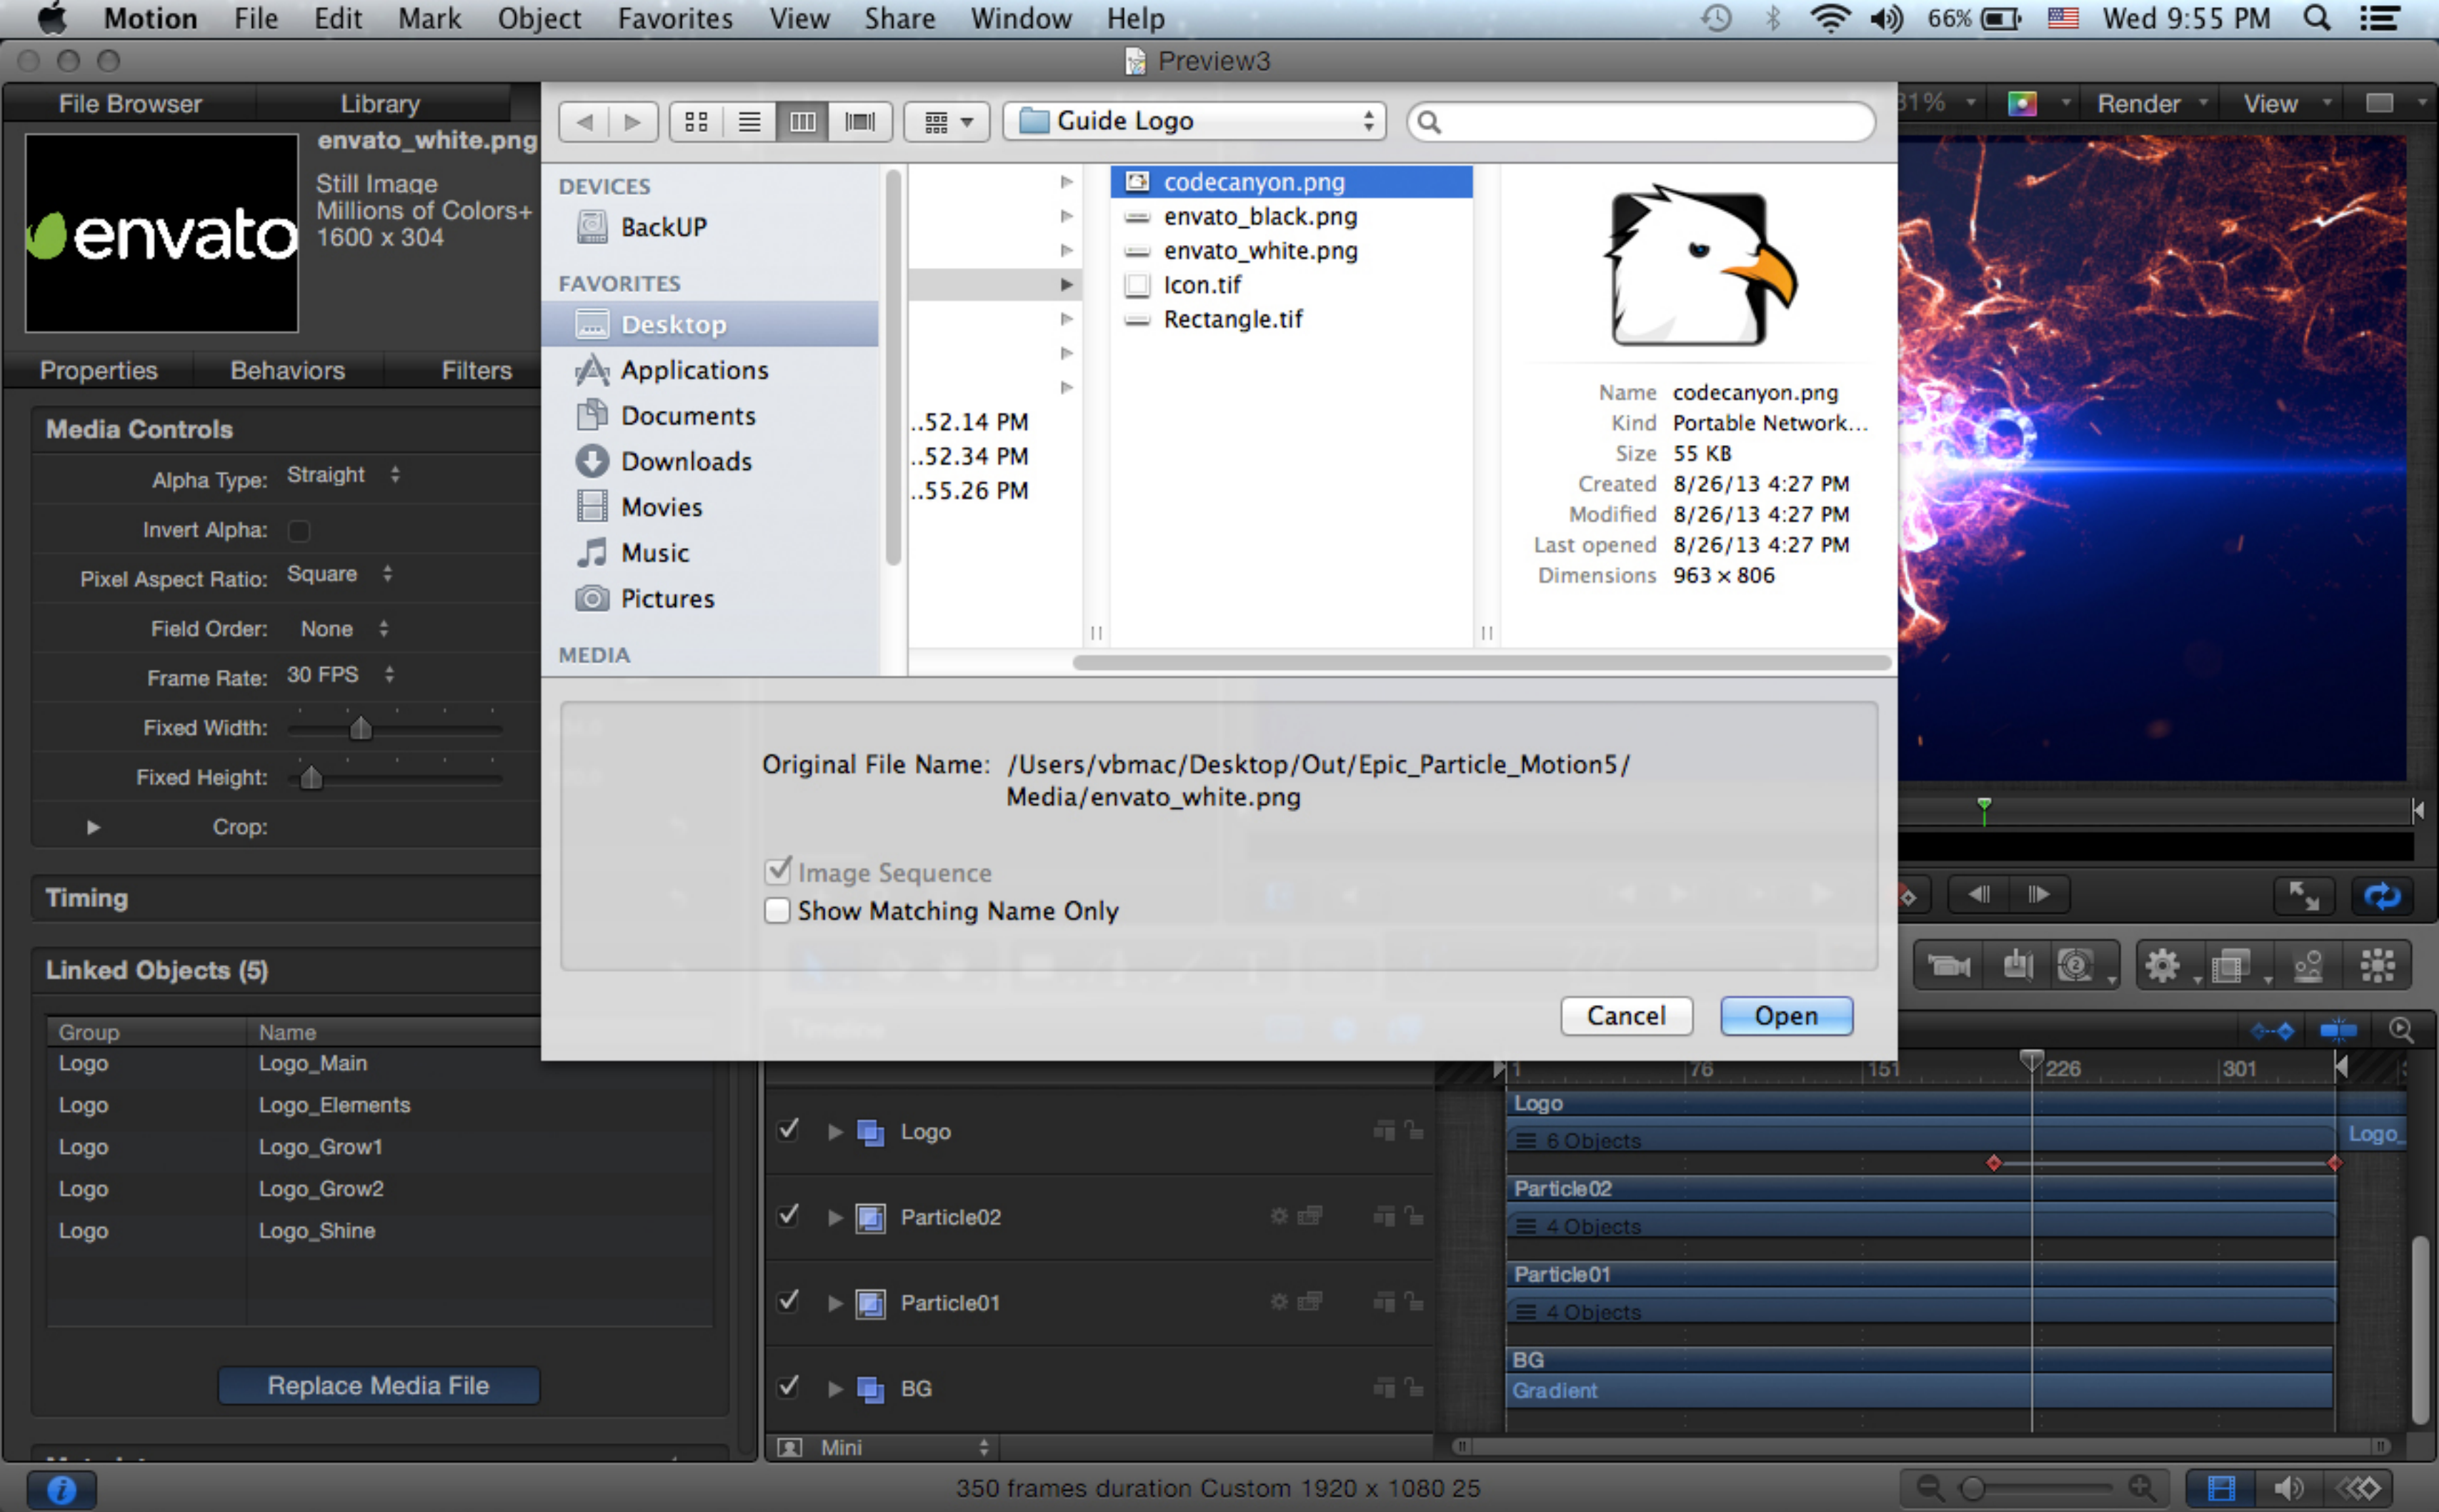 Motion File Edit Mark Object Favorites View Share Window Help 66% Wed 9:55 PM
Preview3
File Browser Library
envato_white.png
Still Image
Millions of Colors+
1600 x 304
envato
Properties Behaviors Filters
Media Controls
Alpha Type: Straight
Invert Alpha:
Pixel Aspect Ratio: Square
Field Order: None
Frame Rate: 30 FPS
Fixed Width:
Fixed Height:
Crop:
Timing
Linked Objects (5)
Group Name
Logo Logo_Main
Logo Logo_Elements
Logo Logo_Grow1
Logo Logo_Grow2
Logo Logo_Shine
Replace Media File
Guide Logo
DEVICES
BackUP
FAVORITES
Desktop
Applications
Documents
Downloads
Movies
Music
Pictures
MEDIA
..52.14 PM
..52.34 PM
..55.26 PM
codecanyon.png
envato_black.png
envato_white.png
Icon.tif
Rectangle.tif
Name codecanyon.png
Kind Portable Network...
Size 55 KB
Created 8/26/13 4:27 PM
Modified 8/26/13 4:27 PM
Last opened 8/26/13 4:27 PM
Dimensions 963 × 806
Original File Name: /Users/vbmac/Desktop/Out/Epic_Particle_Motion5/
Media/envato_white.png
Image Sequence
Show Matching Name Only
Cancel Open
31% Render View
Timeline
1 76 151 226 301
Logo
Particle02
Particle01
BG
Mini
Logo
6 Objects
Logo_
Particle02
4 Objects
Particle01
4 Objects
BG
Gradient
350 frames duration Custom 1920 x 1080 25